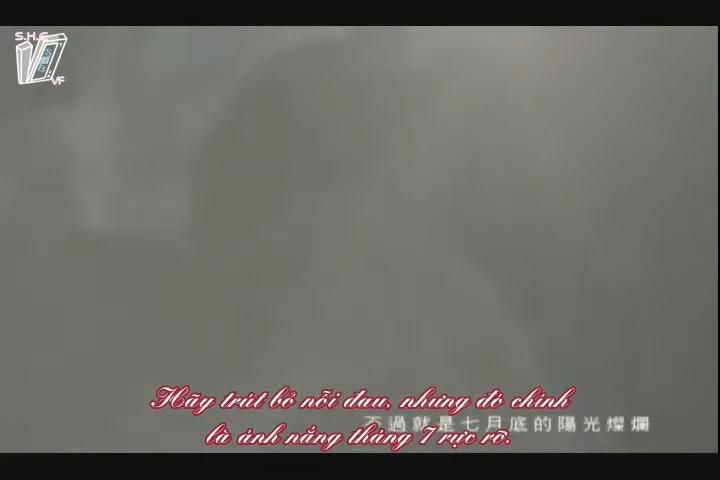 S.H.E
VF
Hãy trút bỏ nỗi đau, nhưng đó chính
不過就是七月底的陽光燦爛
là ánh nắng tháng 7 rực rỡ.